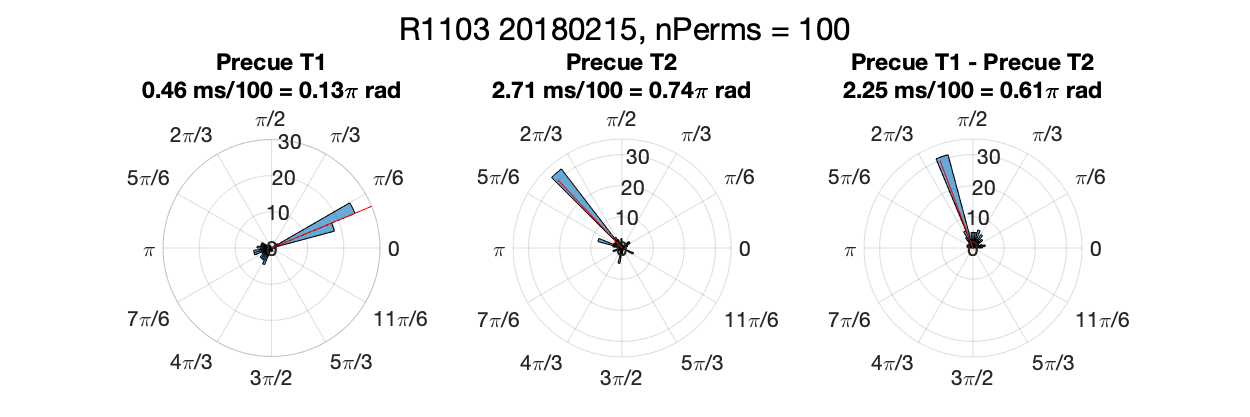 R1103 20180215, nPerms = 100
Precue T1
0.46 ms/100 = 0.13π rad
π/2
2π/3
π/3
5π/6
π/6
π
0
7π/6
11π/6
4π/3
5π/3
3π/2
30
20
10
0
Precue T2
2.71 ms/100 = 0.74π rad
π/2
2π/3
π/3
5π/6
π/6
π
0
7π/6
11π/6
4π/3
5π/3
3π/2
30
20
10
0
Precue T1 - Precue T2
2.25 ms/100 = 0.61π rad
π/2
2π/3
π/3
5π/6
π/6
π
0
7π/6
11π/6
4π/3
5π/3
3π/2
30
20
10
0